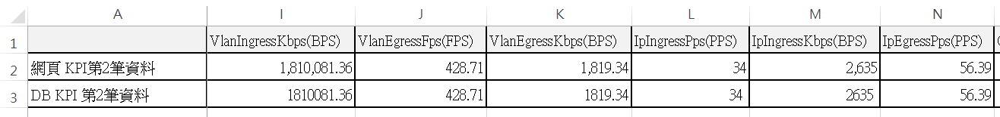 A I J K L M N
1 VlanIngressKbps(BPS) VlanEgressFps(FPS) VlanEgressKbps(BPS) IpIngressPps(PPS) IpIngressKbps(BPS) IpEgressPps(PPS)
2 網頁 KPI第2筆資料 1,810,081.36 428.71 1,819.34 34 2,635 56.39
3 DB KPI 第2筆資料 1810081.36 428.71 1819.34 34 2635 56.39